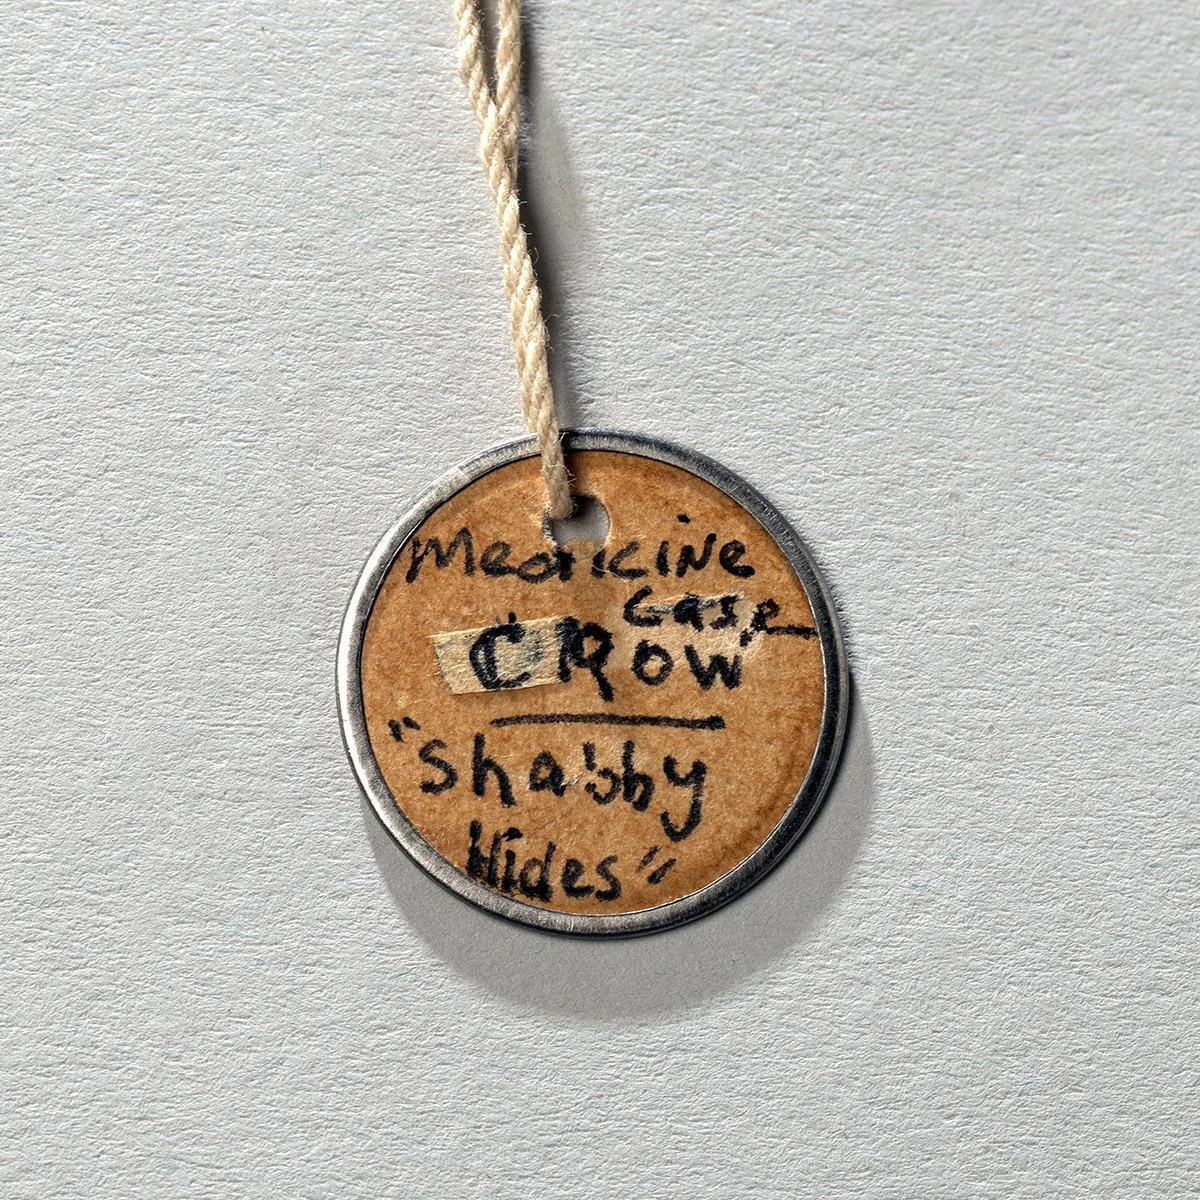 Medicine
Case
CROW
"Shabby
Hides"